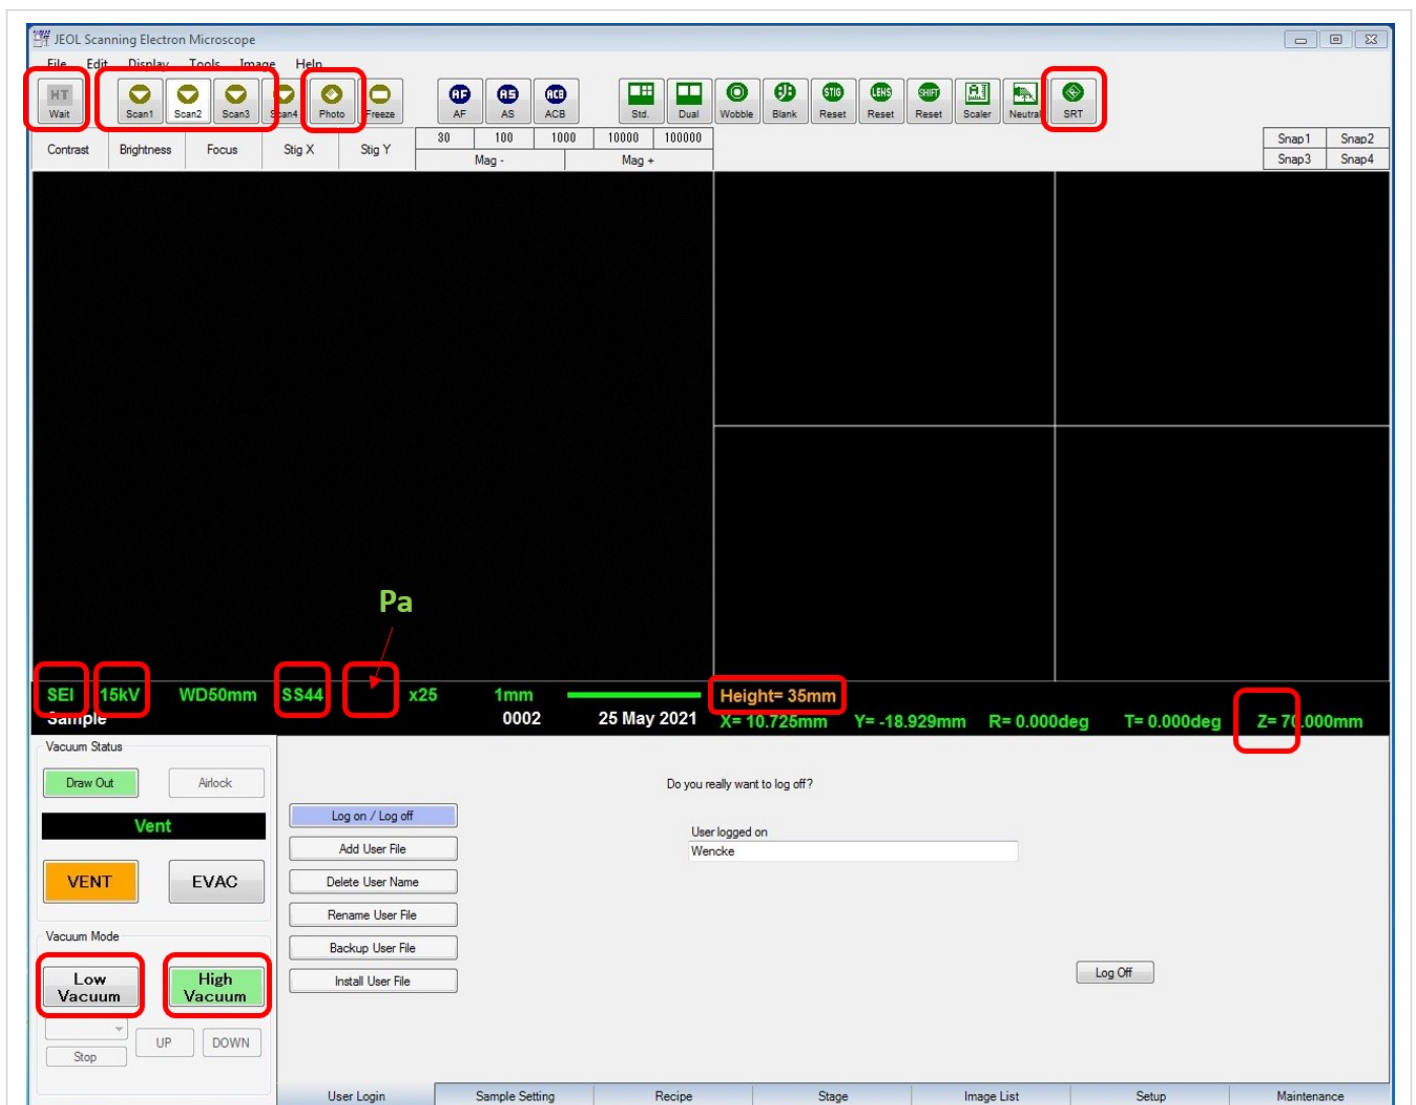 JEOL Scanning Electron Microscope
File Edit Display Tools Image Help
HT
Wait Scan1 Scan2 Scan3 Scan4 Photo Freeze
AF AS ACB
AF AS ACB Std. Dual Wobble Blank
STIG LENS SHIFT
Reset Reset Reset Scaler Neutral SRT
Contrast Brightness Focus Stig X Stig Y
30 100 1000 10000 100000
Mag - Mag +
Snap1 Snap2
Snap3 Snap4
Pa
SEI 15kV WD50mm SS44 x25 1mm Height= 35mm
Sample 0002 25 May 2021 X= 10.725mm Y= -18.929mm R= 0.000deg T= 0.000deg Z= 70.000mm
Vacuum Status
Draw Out Airlock
Vent
VENT EVAC
Vacuum Mode
Low Vacuum
High Vacuum
UP DOWN
Stop
Log on / Log off
Add User File
Delete User Name
Rename User File
Backup User File
Install User File
Do you really want to log off?
User logged on
Wencke
Log Off
User Login Sample Setting Recipe Stage Image List Setup Maintenance